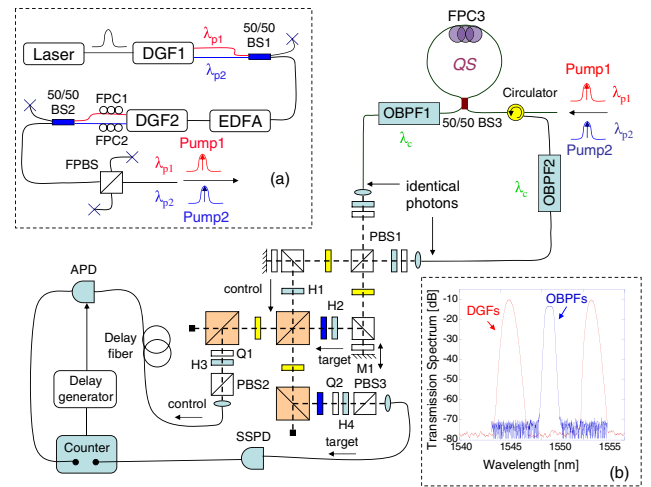 Laser
DGF1
λp1
λp2
50/50
BS1
50/50
BS2
FPC1
FPC2
DGF2
EDFA
FPBS
Pump1
λp1
λp2
Pump2
(a)
FPC3
QS
Circulator
Pump1
λp1
λp2
Pump2
OBPF1
λc
50/50 BS3
OBPF2
λc
identical
photons
PBS1
control
H1
H2
target
M1
APD
Delay
fiber
Q1
H3
PBS2
control
Delay
generator
Q2
PBS3
H4
target
SSPD
Counter
Transmission Spectrum [dB]
-10
-20
-30
-40
-50
-60
-70
-80
DGFs
OBPFs
1540
1545
1550
1555
Wavelength [nm]
(b)